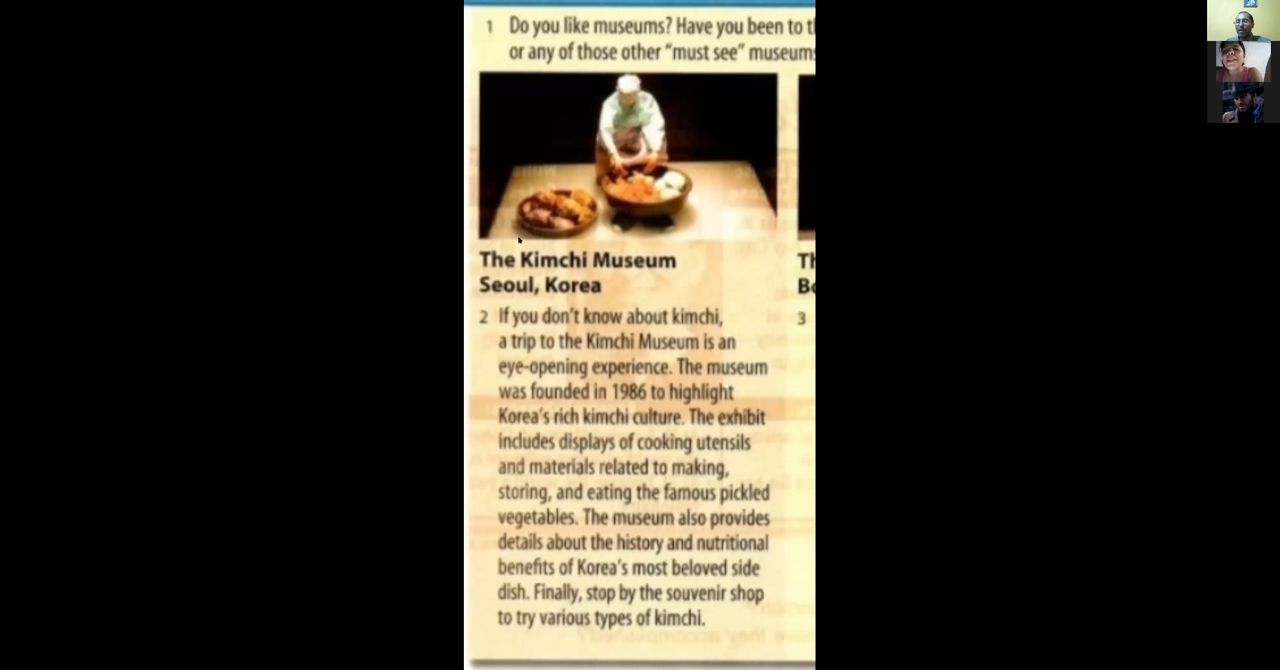 1 Do you like museums? Have you been to
or any of those other "must see"
The Kimchi Museum
Seoul, Korea
2 If you don't know about kimchi,
a trip to the Kimchi Museum is an
eye-opening experience. The museum
was founded in 1986 to highlight
Korea's rich kimchi culture. The exhibit
includes displays of cooking utensils
and materials related to making,
storing, and eating the famous pickled
vegetables. The museum also provides
details about the history and nutritional
benefits of Korea's most beloved side
dish. Finally, stop by the souvenir shop
to try various types of kimchi.
3